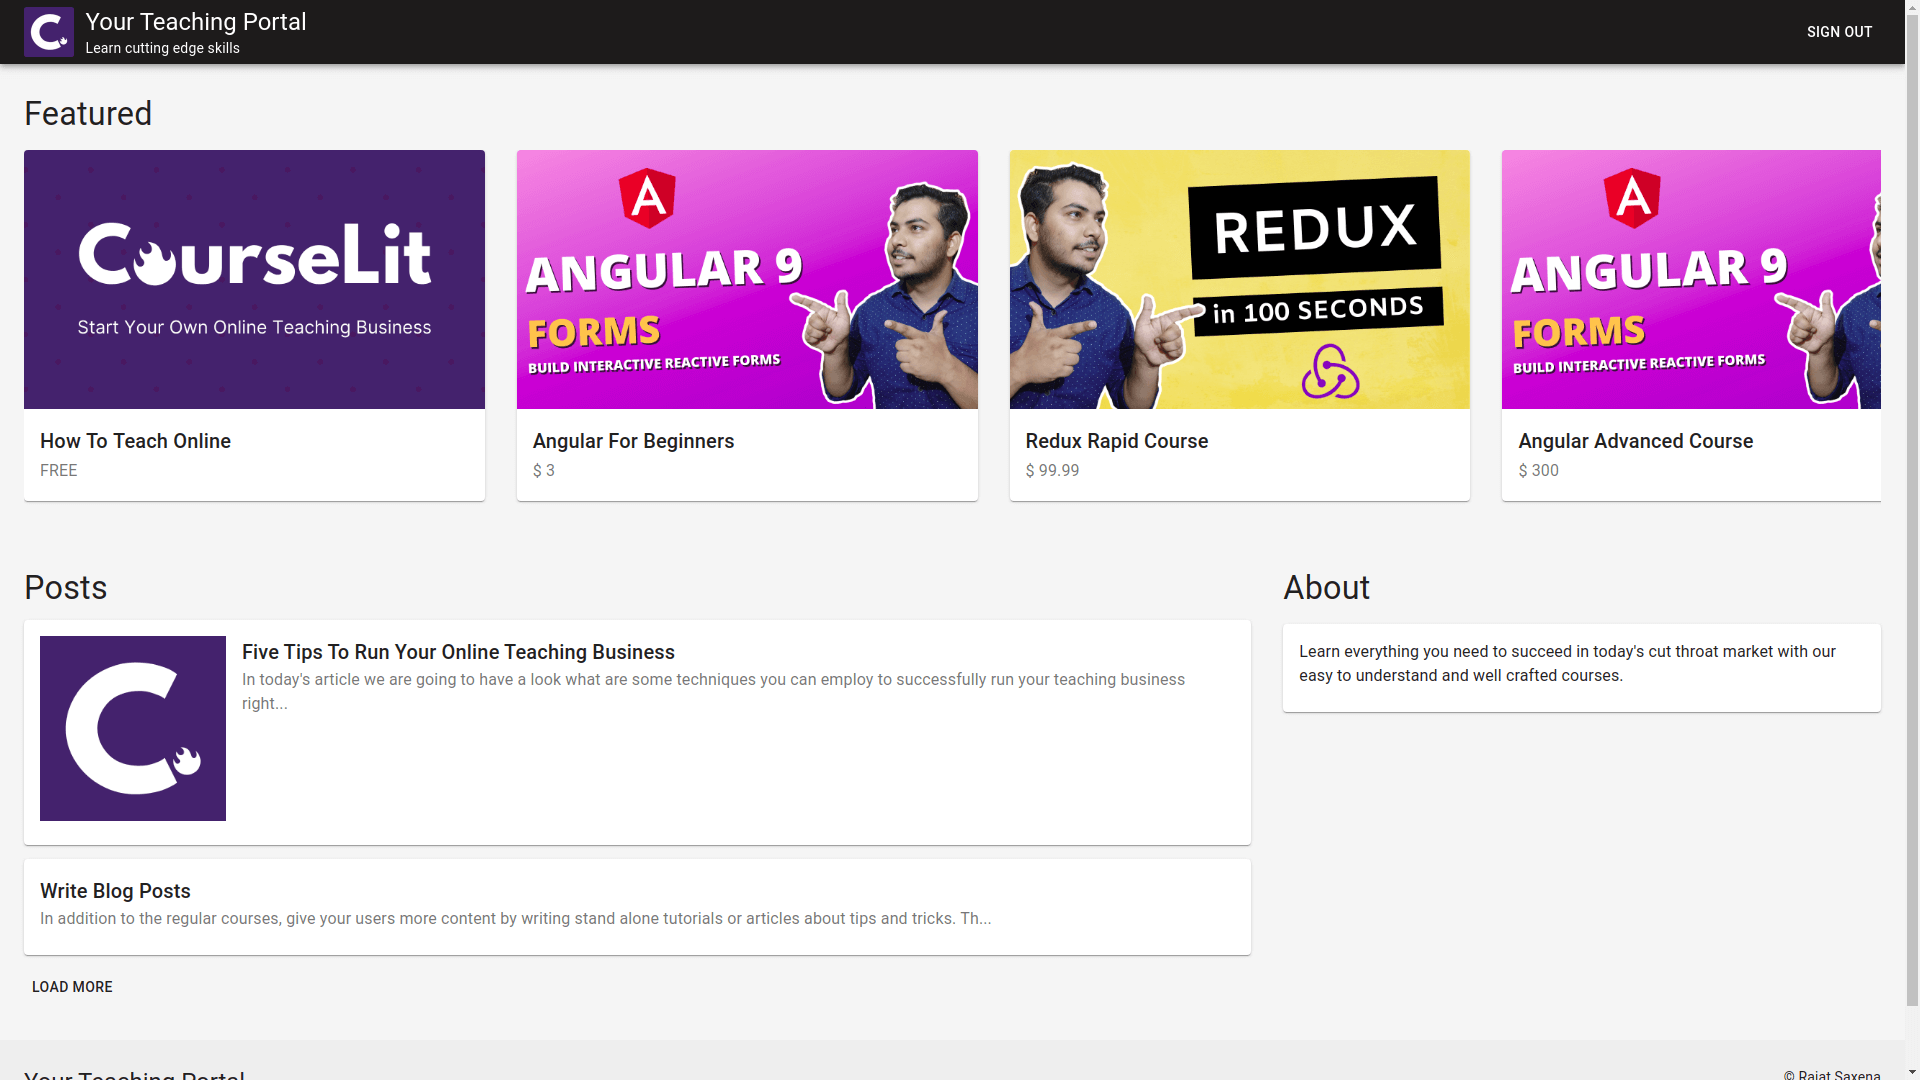 C.
Your Teaching Portal
Learn cutting edge skills
SIGN OUT
Featured
CourseLit
Start Your Own Online Teaching Business
How To Teach Online
FREE
ANGULAR 9
FORMS
BUILD INTERACTIVE REACTIVE FORMS
Angular For Beginners
$ 3
REDUX
in 100 SECONDS
Redux Rapid Course
$ 99.99
ANGULAR 9
FORMS
BUILD INTERACTIVE REACTIVE FORMS
Angular Advanced Course
$ 300
Posts
C.
Five Tips To Run Your Online Teaching Business
In today's article we are going to have a look what are some techniques you can employ to successfully run your teaching business
right...
Write Blog Posts
In addition to the regular courses, give your users more content by writing stand alone tutorials or articles about tips and tricks. Th...
LOAD MORE
About
Learn everything you need to succeed in today's cut throat market with our
easy to understand and well crafted courses.
Your Teaching Portal
© Rajat Saxena